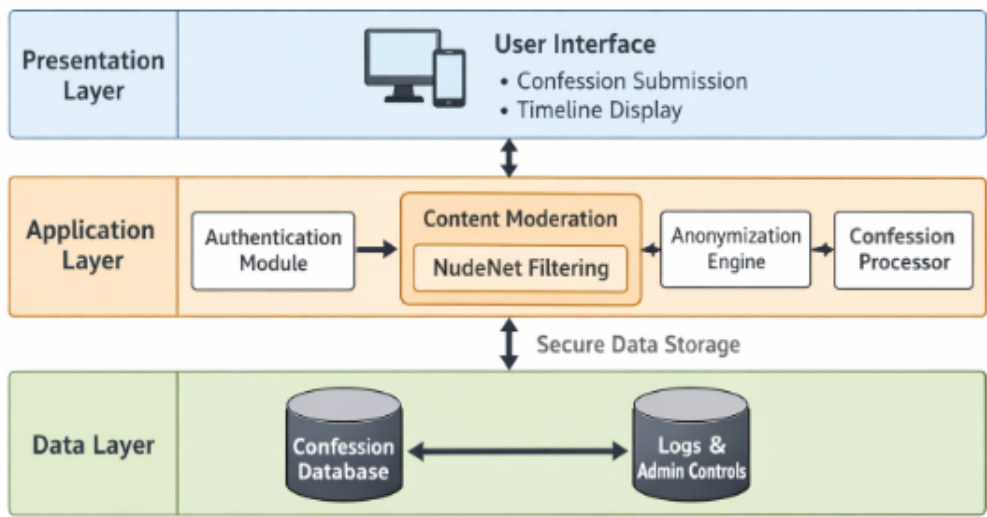 Presentation
Layer
User Interface
• Confession Submission
• Timeline Display
Application
Layer
Authentication
Module
Content Moderation
NudeNet Filtering
Anonymization
Engine
Confession
Processor
Secure Data Storage
Data Layer
Confession
Database
Logs &
Admin Controls